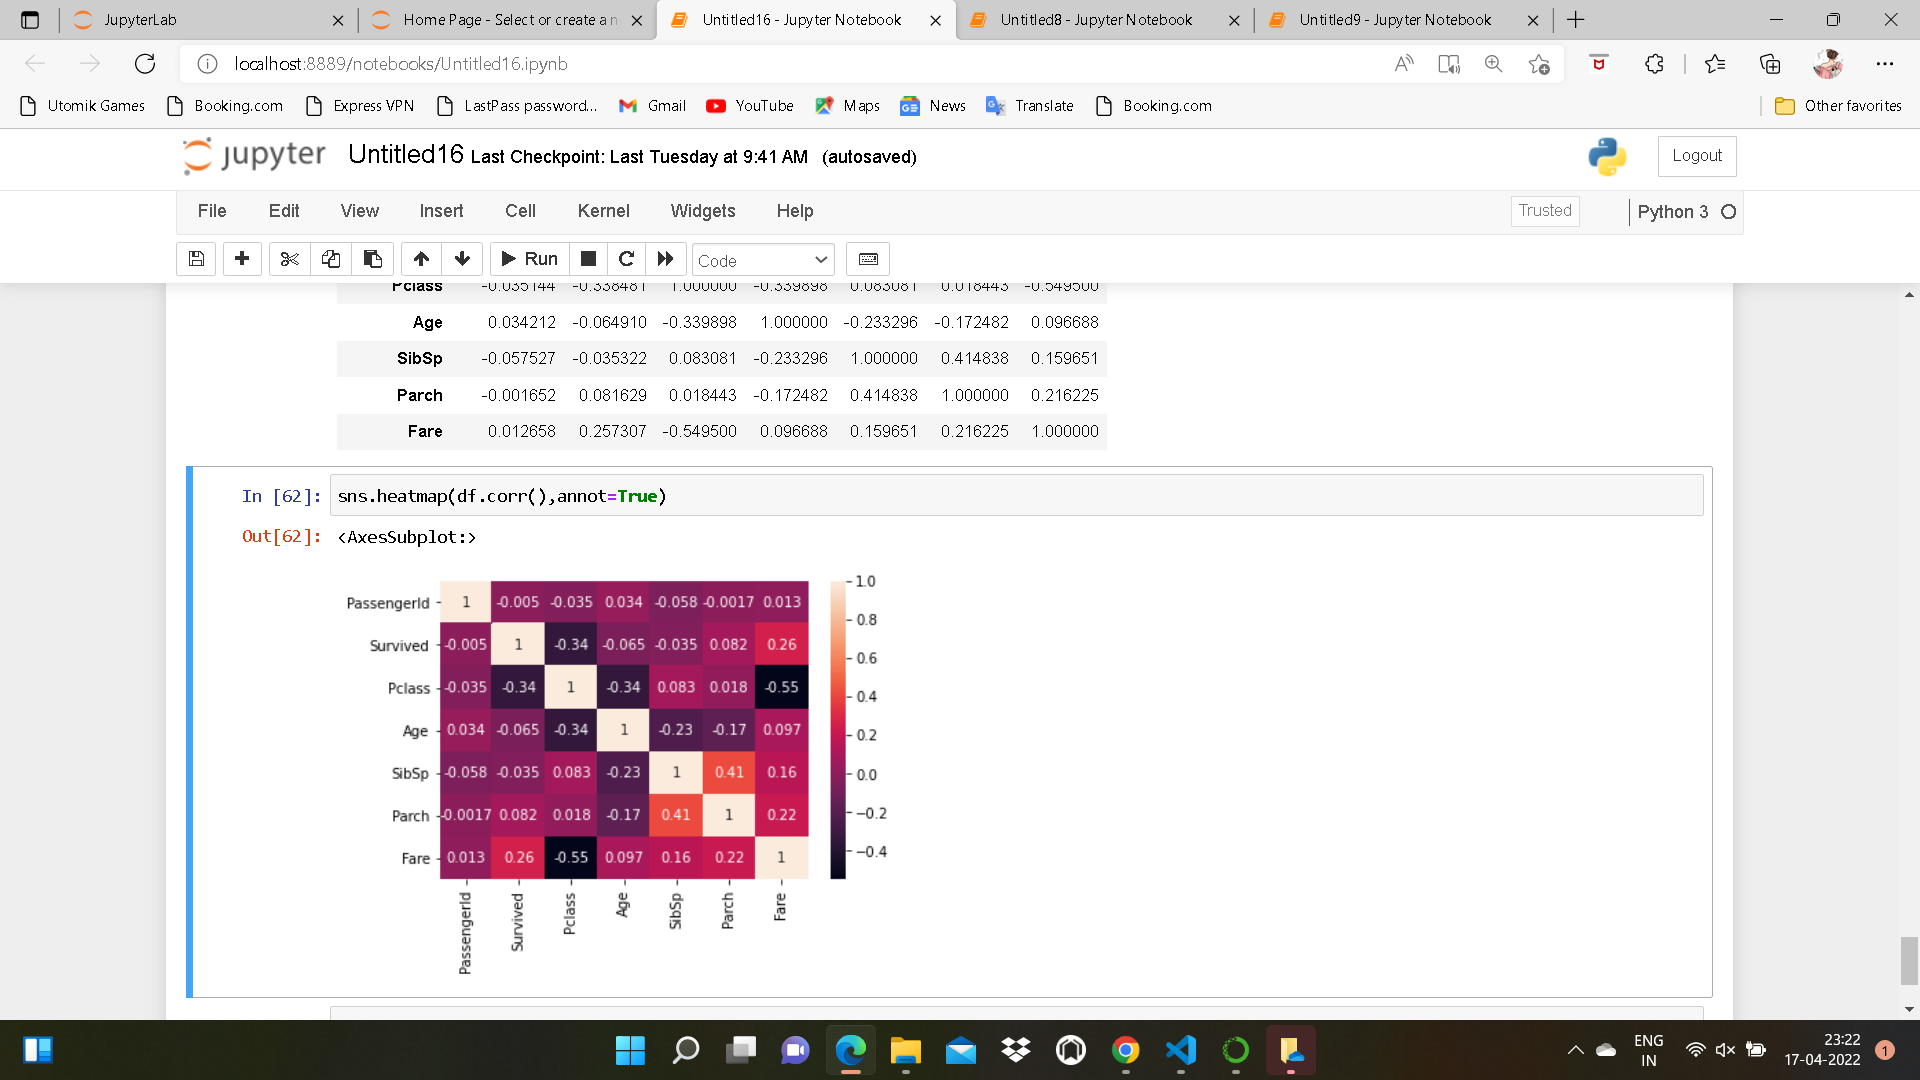 JupyterLab
Home Page - Select or create a n
Untitled16 - Jupyter Notebook
Untitled8 - Jupyter Notebook
Untitled9 - Jupyter Notebook
localhost:8889/notebooks/Untitled16.ipynb
Utomik Games
Booking.com
Express VPN
LastPass password...
Gmail
YouTube
Maps
News
Translate
Booking.com
Other favorites
jupyter Untitled16 Last Checkpoint: Last Tuesday at 9:41 AM (autosaved)
Logout
File Edit View Insert Cell Kernel Widgets Help
Trusted
Python 3
Run
Code
Pclass -0.035144 -0.338481 1.000000 -0.339898 0.083081 0.018443 -0.549500
Age 0.034212 -0.064910 -0.339898 1.000000 -0.233296 -0.172482 0.096688
SibSp -0.057527 -0.035322 0.083081 -0.233296 1.000000 0.414838 0.159651
Parch -0.001652 0.081629 0.018443 -0.172482 0.414838 1.000000 0.216225
Fare 0.012658 0.257307 -0.549500 0.096688 0.159651 0.216225 1.000000
In [62]: sns.heatmap(df.corr(),annot=True)
Out[62]: <AxesSubplot:>
PassengerId 1 -0.005 -0.035 0.034 -0.058 -0.0017 0.013
Survived -0.005 1 -0.34 -0.065 -0.035 0.082 0.26
Pclass -0.035 -0.34 1 -0.34 0.083 0.018 -0.55
Age 0.034 -0.065 -0.34 1 -0.23 -0.17 0.097
SibSp -0.058 -0.035 0.083 -0.23 1 0.41 0.16
Parch -0.0017 0.082 0.018 -0.17 0.41 1 0.22
Fare 0.013 0.26 -0.55 0.097 0.16 0.22 1
PassengerId
Survived
Pclass
Age
SibSp
Parch
Fare
1.0
0.8
0.6
0.4
0.2
0.0
−0.2
−0.4
ENG
IN
23:22
17-04-2022
1